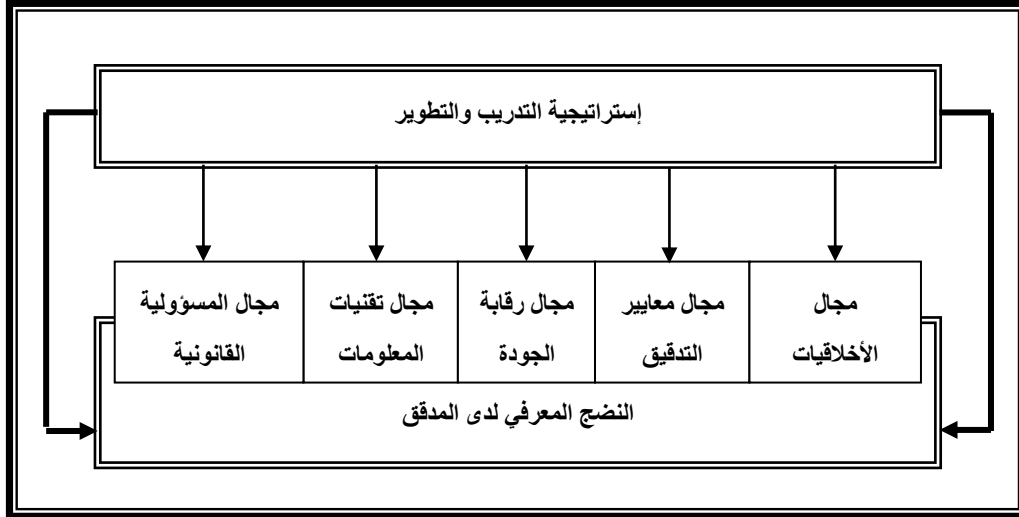 إستراتيجية التدريب والتطوير
مجال
الأخلاقيات
مجال معايير
التدقيق
مجال رقابة
الجودة
مجال تقنيات
المعلومات
مجال المسؤولية
القانونية
النضج المعرفي لدى المدقق